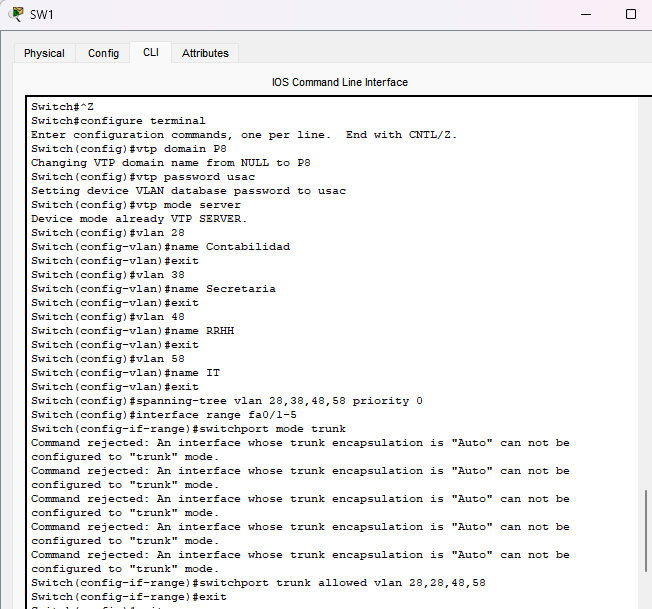 SW1
Physical Config CLI Attributes
IOS Command Line Interface
Switch#^Z
Switch#configure terminal
Enter configuration commands, one per line.  End with CNTL/Z.
Switch(config)#vtp domain P8
Changing VTP domain name from NULL to P8
Switch(config)#vtp password usac
Setting device VLAN database password to usac
Switch(config)#vtp mode server
Device mode already VTP SERVER.
Switch(config)#vlan 28
Switch(config-vlan)#name Contabilidad
Switch(config-vlan)#exit
Switch(config)#vlan 38
Switch(config-vlan)#name Secretaria
Switch(config-vlan)#exit
Switch(config)#vlan 48
Switch(config-vlan)#name RRHH
Switch(config-vlan)#exit
Switch(config)#vlan 58
Switch(config-vlan)#name IT
Switch(config-vlan)#exit
Switch(config)#spanning-tree vlan 28,38,48,58 priority 0
Switch(config)#interface range fa0/1-5
Switch(config-if-range)#switchport mode trunk
Command rejected: An interface whose trunk encapsulation is "Auto" can not be
configured to "trunk" mode.
Command rejected: An interface whose trunk encapsulation is "Auto" can not be
configured to "trunk" mode.
Command rejected: An interface whose trunk encapsulation is "Auto" can not be
configured to "trunk" mode.
Command rejected: An interface whose trunk encapsulation is "Auto" can not be
configured to "trunk" mode.
Command rejected: An interface whose trunk encapsulation is "Auto" can not be
configured to "trunk" mode.
Switch(config-if-range)#switchport trunk allowed vlan 28,28,48,58
Switch(config-if-range)#exit